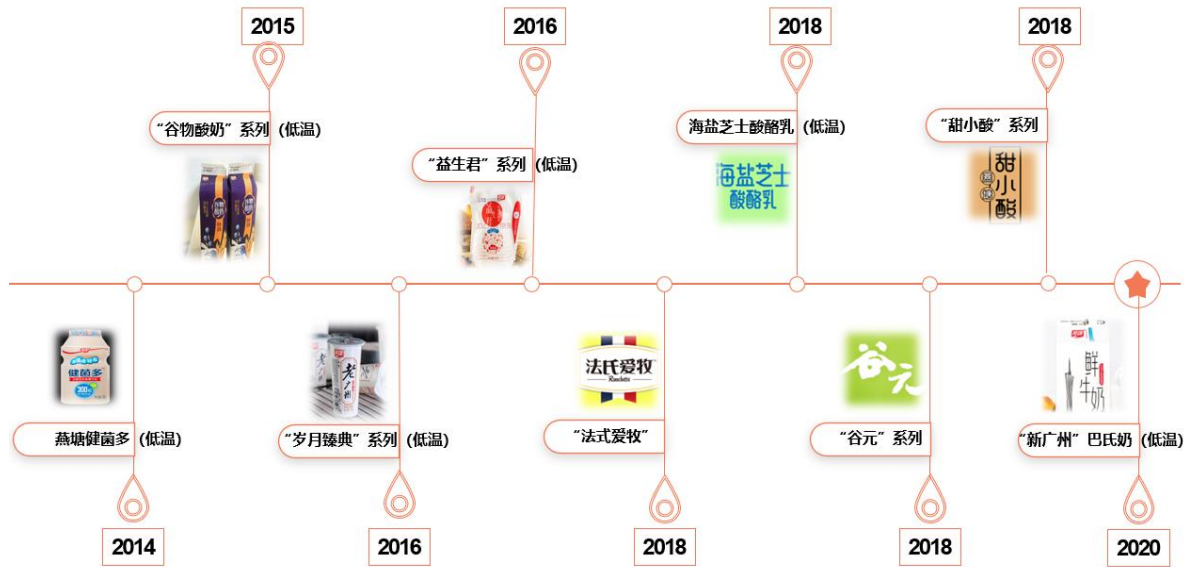 2015
2016
2018
2018
“谷物酸奶”系列 (低温)
“益生君”系列 (低温)
海盐芝士酸酪乳 (低温)
“甜小酸”系列
海盐芝士
酸酪乳
甜小酸
健菌多
300
老广州
法氏爱牧
谷元
鲜牛奶
燕塘健菌多 (低温)
“岁月臻典”系列 (低温)
“法式爱牧”
“谷元”系列
“新广州”巴氏奶 (低温)
2014
2016
2018
2018
2020